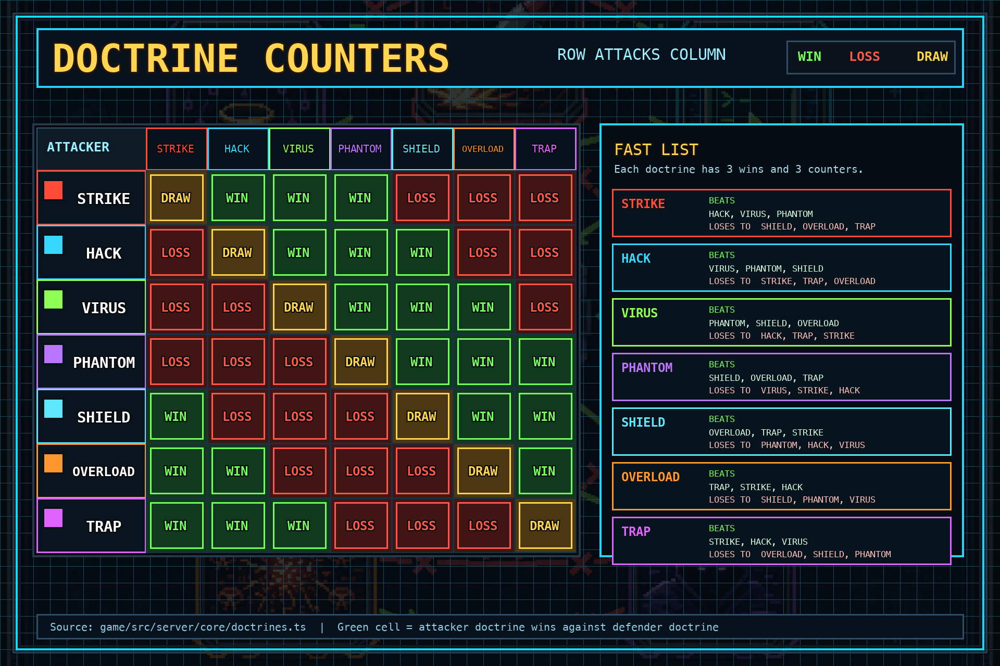 DOCTRINE COUNTERS
ROW ATTACKS COLUMN
WIN LOSS DRAW
ATTACKER STRIKE HACK VIRUS PHANTOM SHIELD OVERLOAD TRAP
STRIKE DRAW WIN WIN WIN LOSS LOSS LOSS
HACK LOSS DRAW WIN WIN WIN LOSS LOSS
VIRUS LOSS LOSS DRAW WIN WIN WIN LOSS
PHANTOM LOSS LOSS LOSS DRAW WIN WIN WIN
SHIELD WIN LOSS LOSS LOSS DRAW WIN WIN
OVERLOAD WIN WIN LOSS LOSS LOSS DRAW WIN
TRAP WIN WIN WIN LOSS LOSS LOSS DRAW
FAST LIST
Each doctrine has 3 wins and 3 counters.
STRIKE
BEATS
HACK, VIRUS, PHANTOM
LOSES TO SHIELD, OVERLOAD, TRAP
HACK
BEATS
VIRUS, PHANTOM, SHIELD
LOSES TO STRIKE, TRAP, OVERLOAD
VIRUS
BEATS
PHANTOM, SHIELD, OVERLOAD
LOSES TO HACK, TRAP, STRIKE
PHANTOM
BEATS
SHIELD, OVERLOAD, TRAP
LOSES TO VIRUS, STRIKE, HACK
SHIELD
BEATS
OVERLOAD, TRAP, STRIKE
LOSES TO PHANTOM, HACK, VIRUS
OVERLOAD
BEATS
TRAP, STRIKE, HACK
LOSES TO SHIELD, PHANTOM, VIRUS
TRAP
BEATS
STRIKE, HACK, VIRUS
LOSES TO OVERLOAD, SHIELD, PHANTOM
Source: game/src/server/core/doctrines.ts | Green cell = attacker doctrine wins against defender doctrine